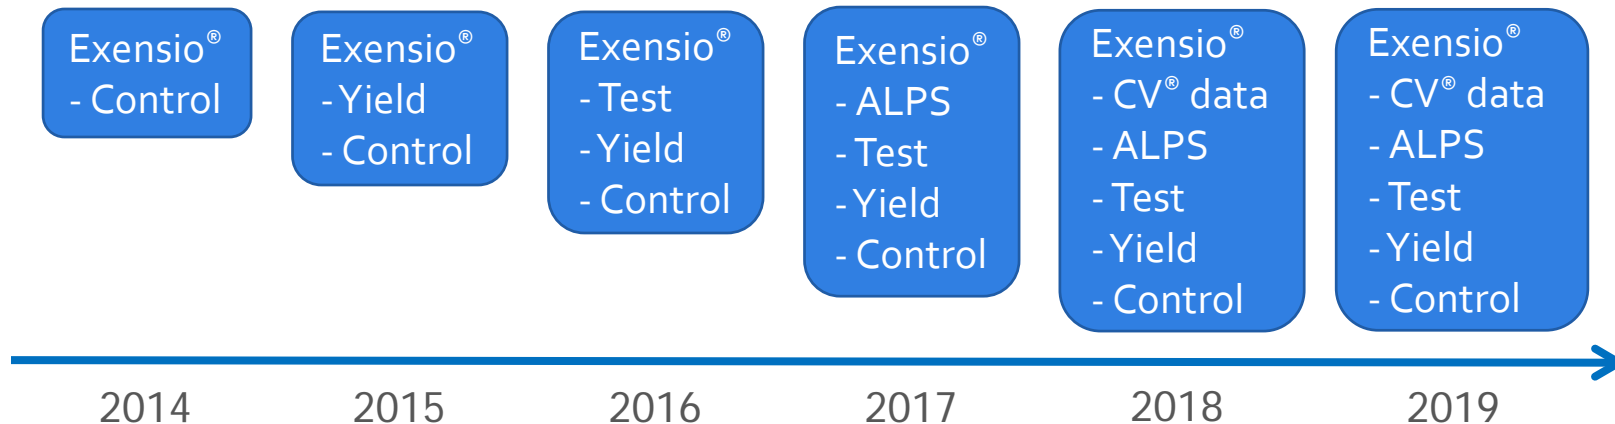 Exensio®
- Control
Exensio®
- Yield
- Control
Exensio®
- Test
- Yield
- Control
Exensio®
- ALPS
- Test
- Yield
- Control
Exensio®
- CV® data
- ALPS
- Test
- Yield
- Control
Exensio®
- CV® data
- ALPS
- Test
- Yield
- Control
2014
2015
2016
2017
2018
2019